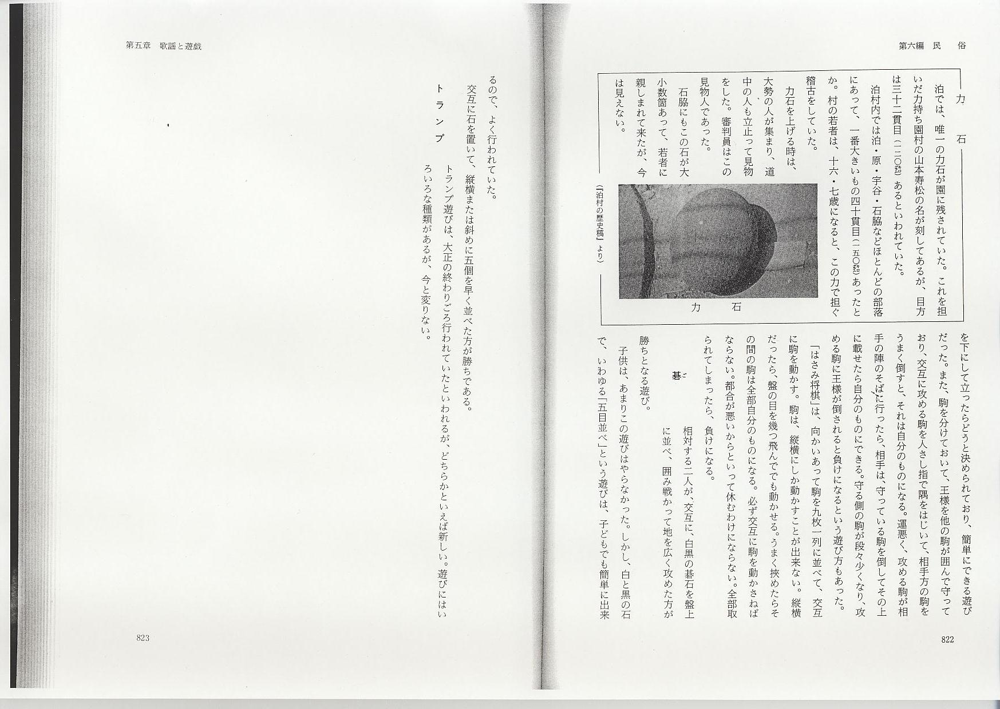 第六編　民　　俗
力　　石
泊では、唯一の力石が園に残されていた。これを担
いだ力持ち園村の山本寿松の名が刻してあるが、目方
は三十二貫目（一二〇㌔㌘）あるといわれていた。
泊村内では泊・原・宇谷・石脇などほとんどの部落
にあって、一番大きいもの四十貫目（一五〇㌔㌘）あったと
か。村の若者は、十六・七歳になると、この力で担ぐ
稽古をしていた。
力石を上げる時は、
大勢の人が集まり、道
中の人も立止って見物
をした。審判員はこの
見物人であった。
石脇にもこの石が大
小数箇あって、若者に
親しまれて来たが、今
は見えない。
力　　石
（『泊村の歴史稿』より）
を下にして立ったらどうと決められており、簡単にできる遊び
だった。また、駒を分けておいて、王様を他の駒が囲んで守って
おり、交互に攻める駒を人さし指で隅をはじいて、相手方の駒を
うまく倒すと、それは自分のものになる。運悪く、攻める駒が相
手の陣のそばに行ったら、相手は、守っている駒を倒してその上
に載せたら自分のものにできる。守る側の駒が段々少くなり、攻
める駒に王様が倒されると負けになるという遊び方もあった。
「はさみ将棋」は、向かいあって駒を九枚一列に並べて、交互
に駒を動かす。駒は、縦横にしか動かすことが出来ない。縦横
だったら、盤の目を幾つ飛んででも動かせる。うまく挾めたらそ
の間の駒は全部自分のものになる。必ず交互に駒を動かさねば
ならない。都合が悪いからといって休むわけにならない。全部取
られてしまったら、負けになる。
碁ご
相対する二人が、交互に、白黒の碁石を盤上
に並べ、囲み戦かって地を広く攻めた方が
勝ちとなる遊び。
子供は、あまりこの遊びはやらなかった。しかし、白と黒の石
で、いわゆる「五目並べ」という遊びは、子どもでも簡単に出来
822
第五章　歌謡と遊戯
るので、よく行われていた。
交互に石を置いて、縦横または斜めに五個を早く並べた方が勝ちである。
トランプ
トランプ遊びは、大正の終わりごろ行われていたといわれるが、どちらかといえば新しい。遊びにはい
ろいろな種類があるが、今と変りない。
823